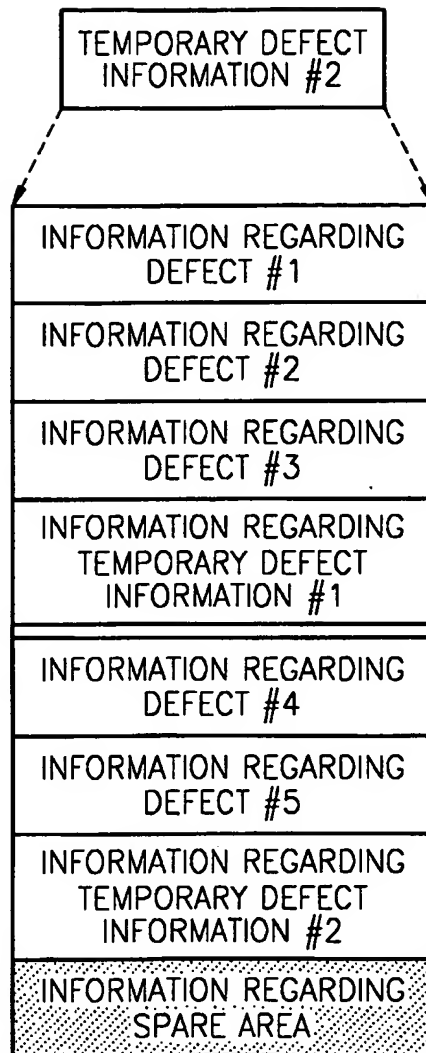 TEMPORARY DEFECT
INFORMATION #2
INFORMATION REGARDING
DEFECT #1
INFORMATION REGARDING
DEFECT #2
INFORMATION REGARDING
DEFECT #3
INFORMATION REGARDING
TEMPORARY DEFECT
INFORMATION #1
INFORMATION REGARDING
DEFECT #4
INFORMATION REGARDING
DEFECT #5
INFORMATION REGARDING
TEMPORARY DEFECT
INFORMATION #2
INFORMATION REGARDING
SPARE AREA